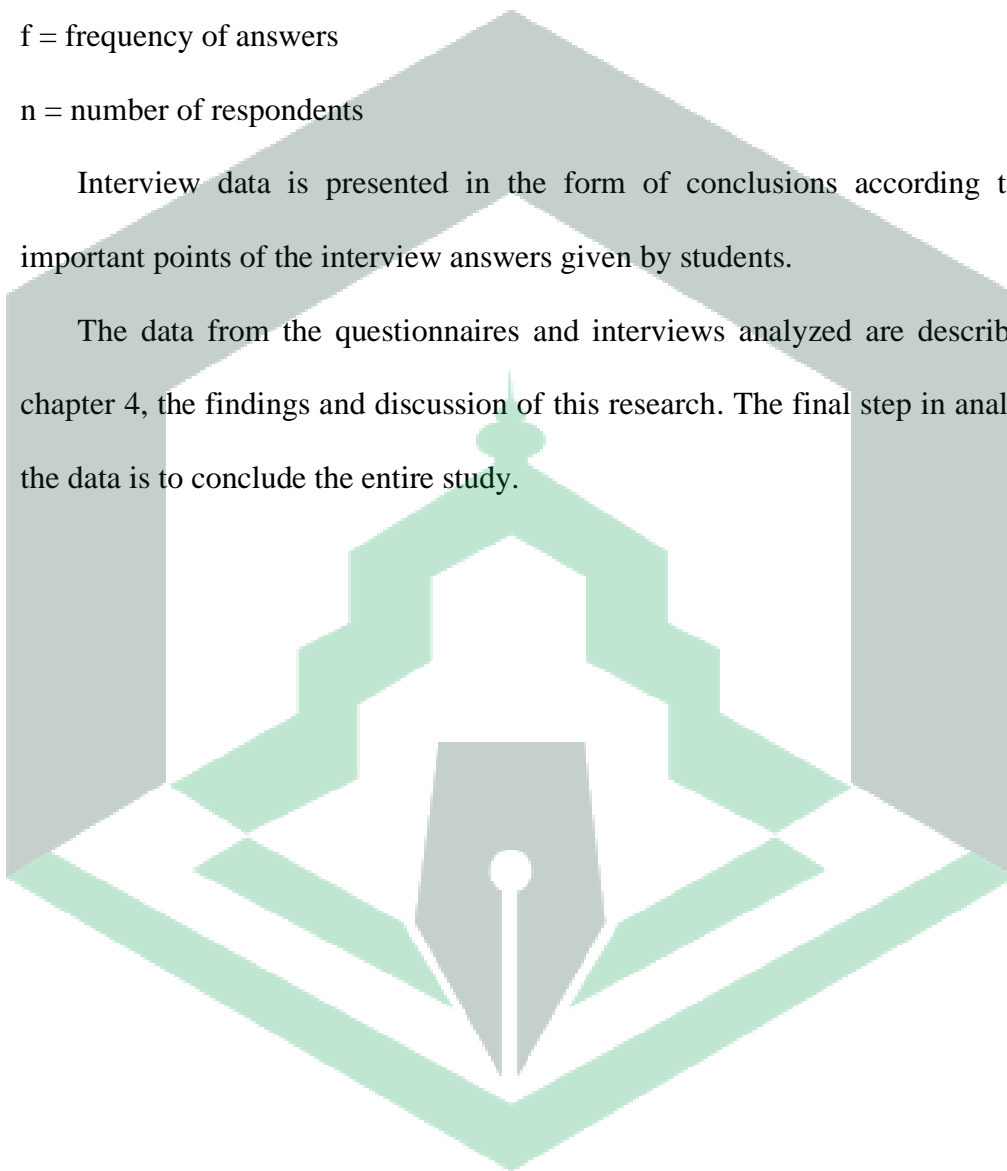 f = frequency of answers
n = number of respondents
Interview data is presented in the form of conclusions according t
important points of the interview answers given by students.
The data from the questionnaires and interviews analyzed are describ
chapter 4, the findings and discussion of this research. The final step in anal
the data is to conclude the entire study.